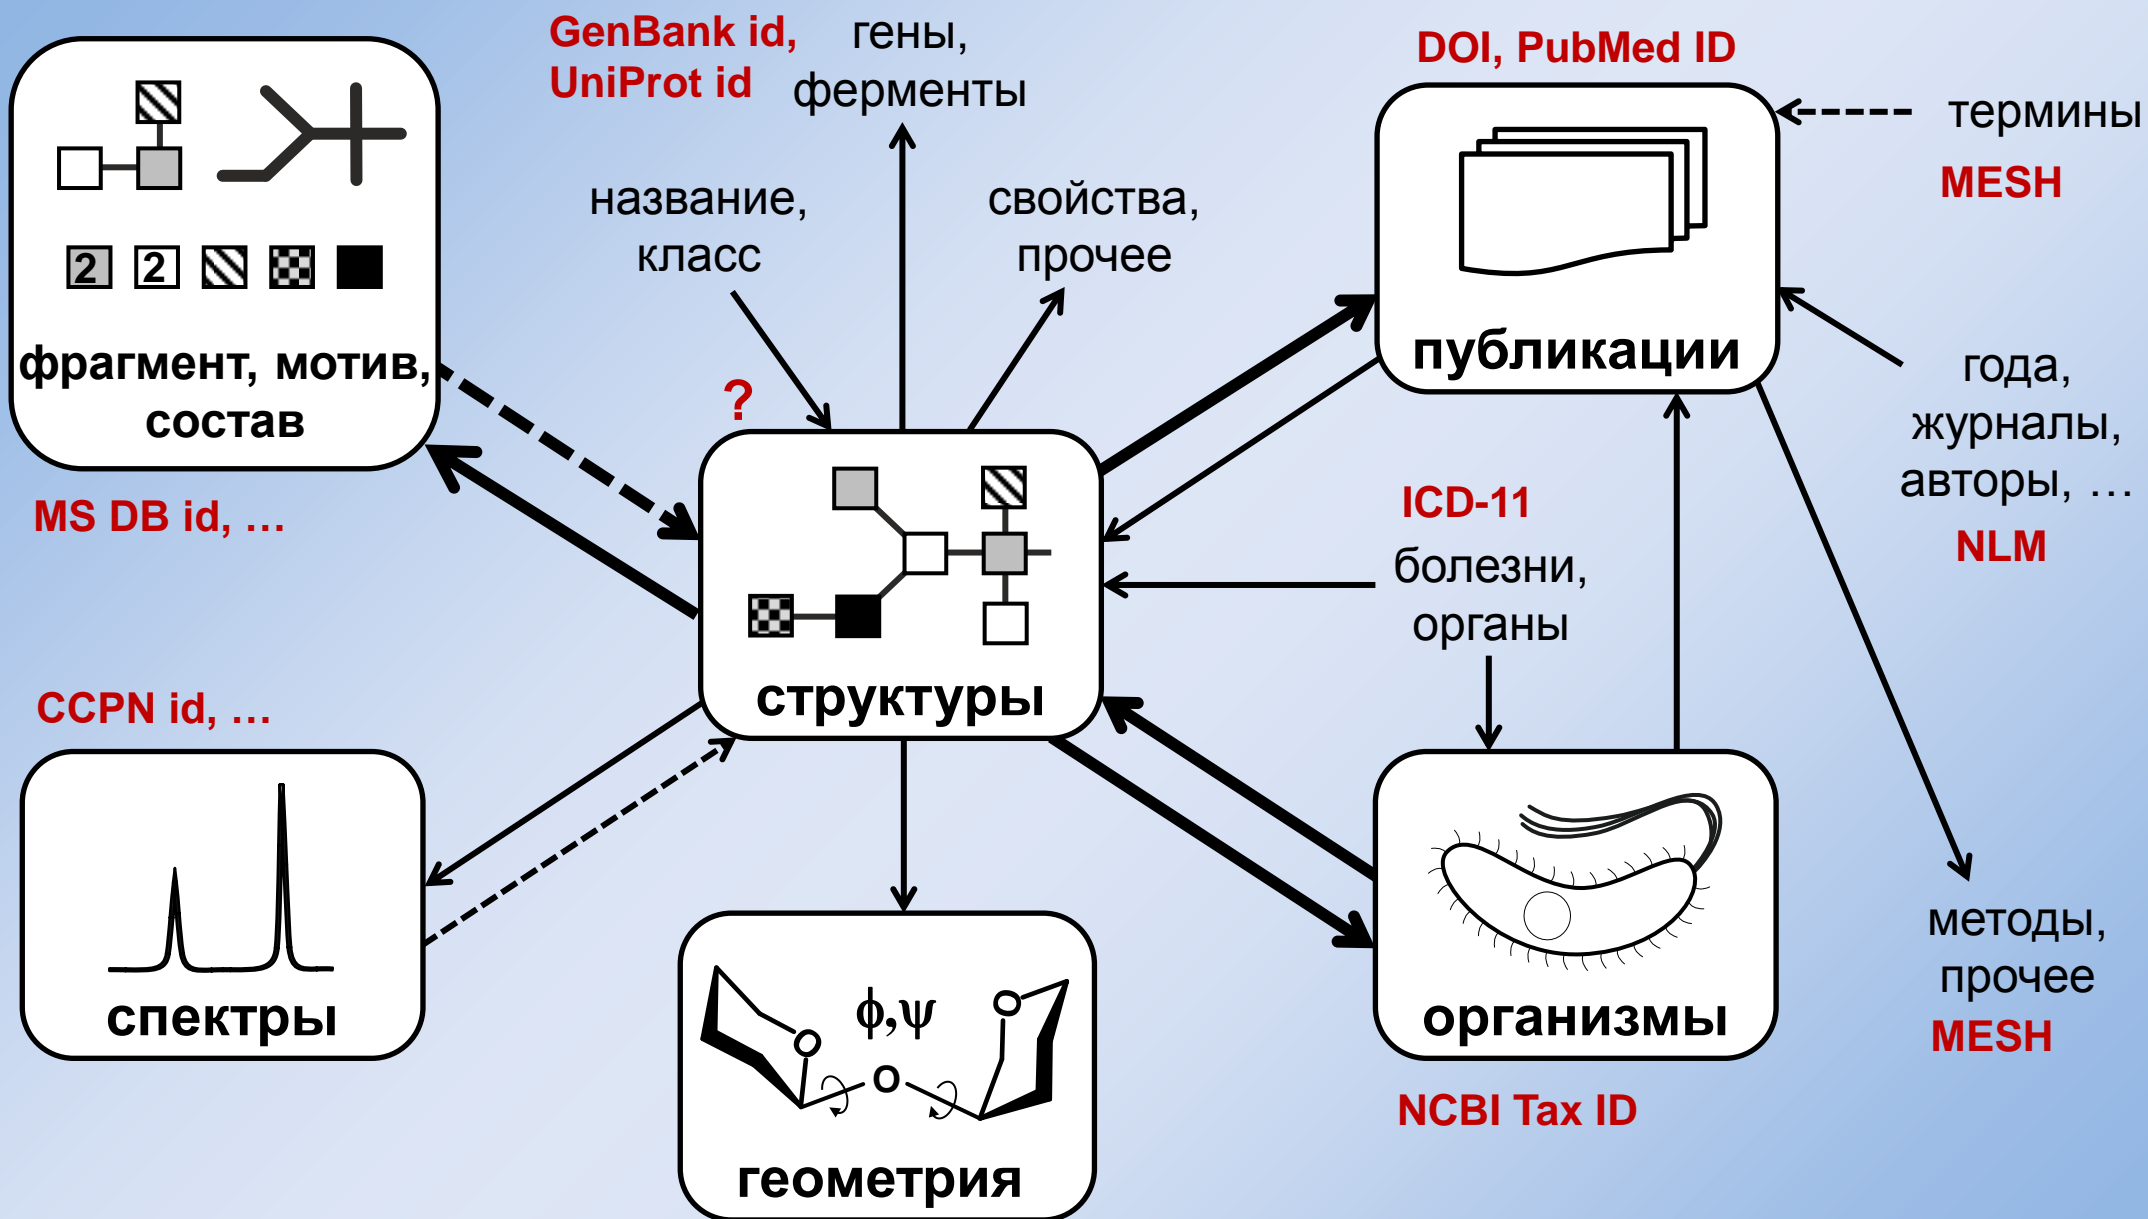 GenBank id,
UniProt id
гены,
ферменты
DOI, PubMed ID
термины
MESH
название,
класс
свойства,
прочее
2 2
фрагмент, мотив,
состав
MS DB id, …
?
публикации
года,
журналы,
авторы, …
NLM
ICD-11
болезни,
органы
структуры
CCPN id, …
спектры
ϕ,ψ
O
O
O
геометрия
организмы
NCBI Tax ID
методы,
прочее
MESH